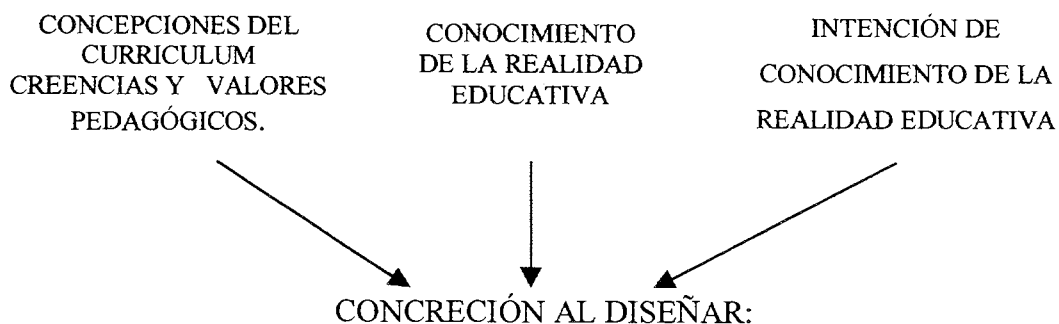 CONCEPCIONES DEL
CURRICULUM
CREENCIAS Y VALORES
PEDAGÓGICOS.
CONOCIMIENTO
DE LA REALIDAD
EDUCATIVA
INTENCIÓN DE
CONOCIMIENTO DE LA
REALIDAD EDUCATIVA
CONCRECIÓN AL DISEÑAR: